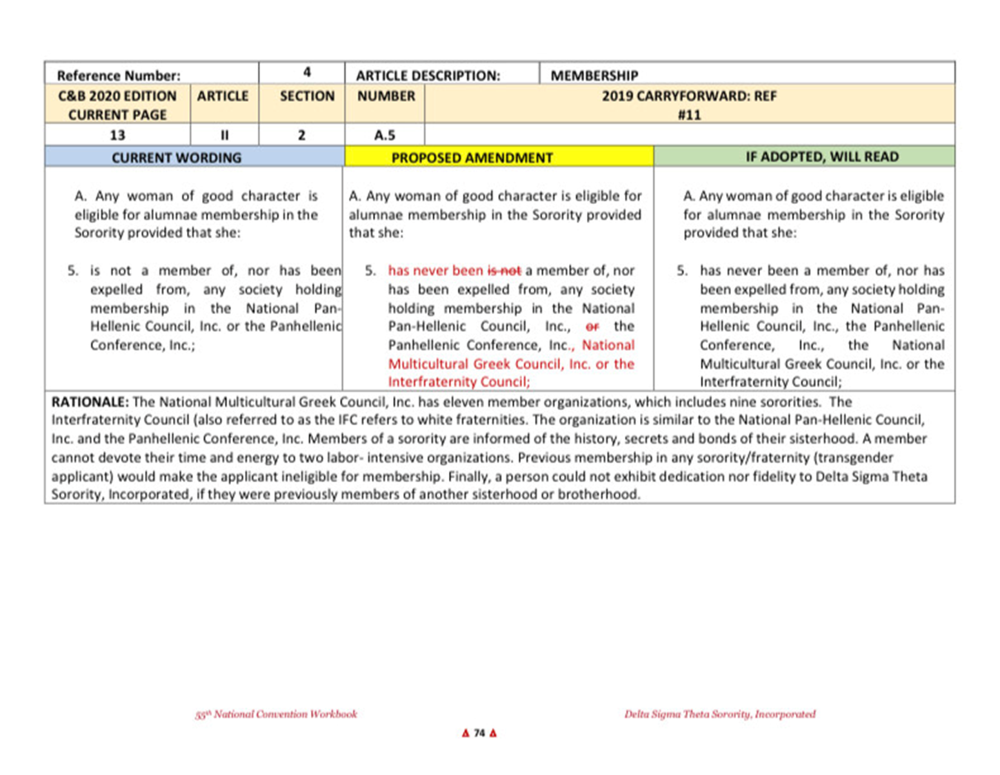 Reference Number: 4 ARTICLE DESCRIPTION: MEMBERSHIP
C&B 2020 EDITION CURRENT PAGE
ARTICLE
SECTION
NUMBER
2019 CARRYFORWARD: REF
#11
13 II 2 A.5
CURRENT WORDING
A. Any woman of good character is
eligible for alumnae membership in the
Sorority provided that she:
5. is not a member of, nor has been
expelled from, any society holding
membership in the National Pan-
Hellenic Council, Inc. or the Panhellenic
Conference, Inc.;
PROPOSED AMENDMENT
A. Any woman of good character is eligible for
alumnae membership in the Sorority provided
that she:
5. has never been is not a member of, nor
has been expelled from, any society
holding membership in the National
Pan-Hellenic Council, Inc., or the
Panhellenic Conference, Inc., National
Multicultural Greek Council, Inc. or the
Interfraternity Council;
IF ADOPTED, WILL READ
A. Any woman of good character is eligible
for alumnae membership in the Sorority
provided that she:
5. has never been a member of, nor has
been expelled from, any society holding
membership in the National Pan-
Hellenic Council, Inc., the Panhellenic
Conference, Inc., the National
Multicultural Greek Council, Inc. or the
Interfraternity Council;
RATIONALE: The National Multicultural Greek Council, Inc. has eleven member organizations, which includes nine sororities. The
Interfraternity Council (also referred to as the IFC refers to white fraternities. The organization is similar to the National Pan-Hellenic Council,
Inc. and the Panhellenic Conference, Inc. Members of a sorority are informed of the history, secrets and bonds of their sisterhood. A member
cannot devote their time and energy to two labor- intensive organizations. Previous membership in any sorority/fraternity (transgender
applicant) would make the applicant ineligible for membership. Finally, a person could not exhibit dedication nor fidelity to Delta Sigma Theta
Sorority, Incorporated, if they were previously members of another sisterhood or brotherhood.
55th National Convention Workbook
Delta Sigma Theta Sorority, Incorporated
Δ 74 Δ